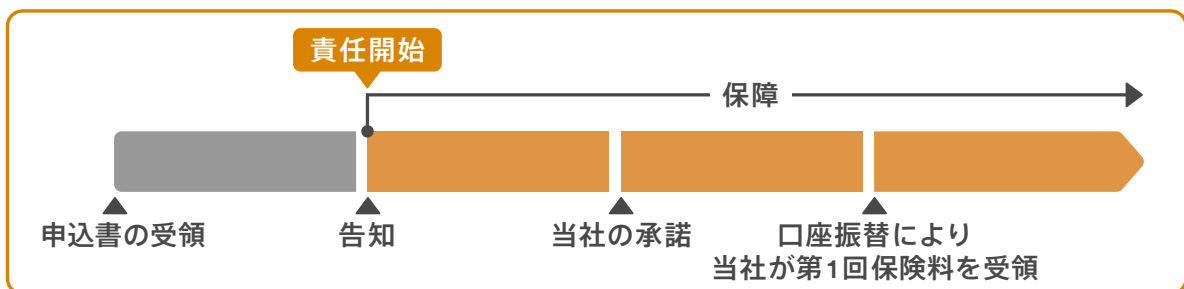 責任開始
保障
申込書の受領
告知
当社の承諾
口座振替により
当社が第1回保険料を受領